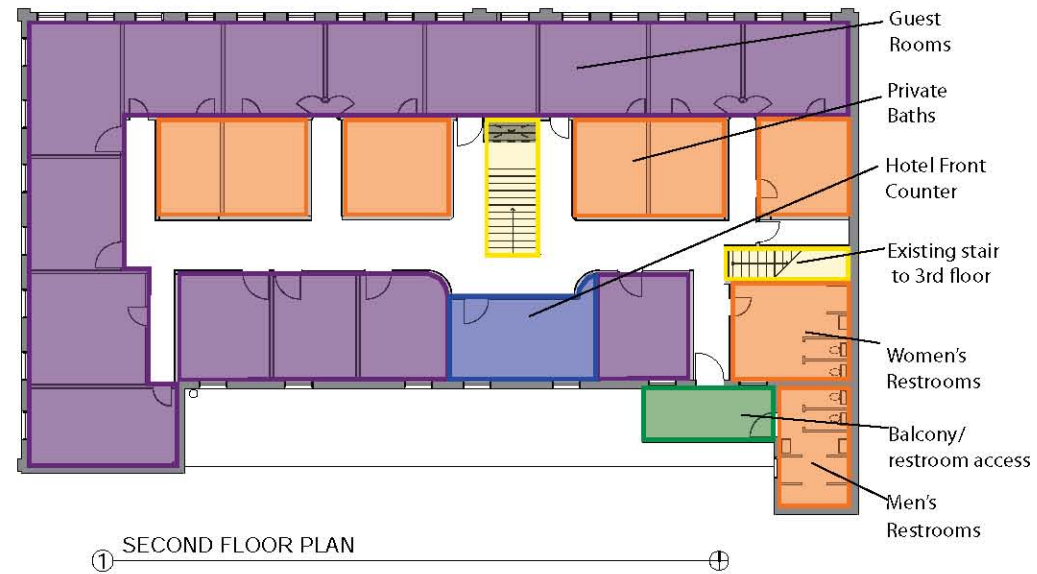 Guest
Rooms
Private
Baths
Hotel Front
Counter
Existing stair
to 3rd floor
Women's
Restrooms
Balcony/
restroom access
Men's
Restrooms
1 SECOND FLOOR PLAN